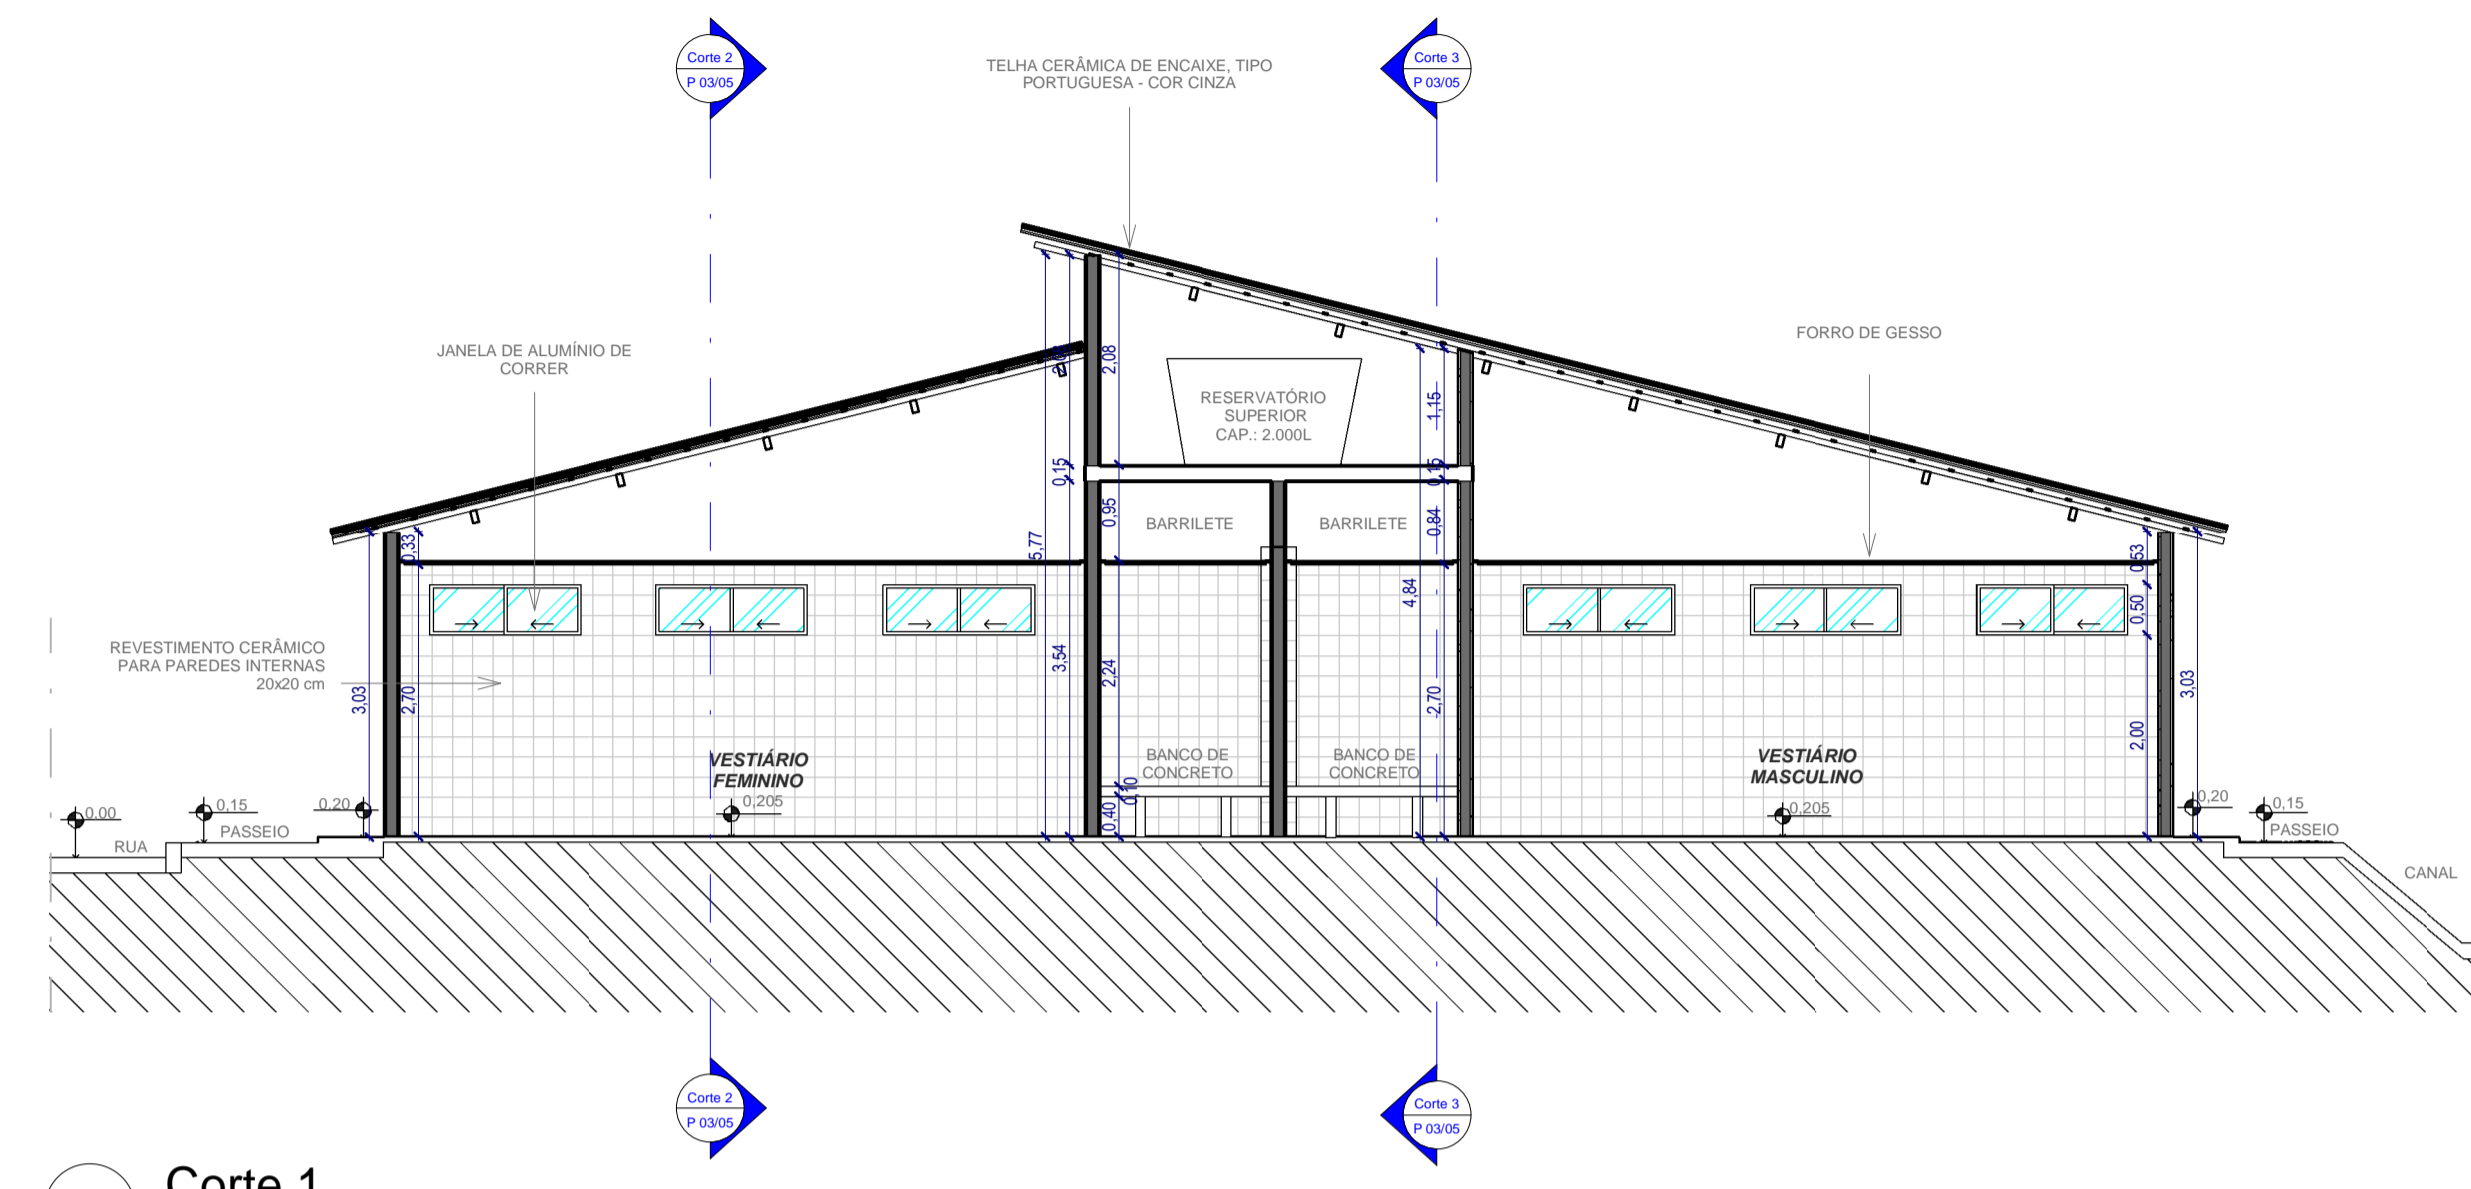 Corte 2
P 03/05
Corte 3
P 03/05
TELHA CERÂMICA DE ENCAIXE, TIPO
PORTUGUESA - COR CINZA
JANELA DE ALUMÍNIO DE
CORRER
FORRO DE GESSO
RESERVATÓRIO
SUPERIOR
CAP.: 2.000L
BARRILETE
BARRILETE
REVESTIMENTO CERÂMICO
PARA PAREDES INTERNAS
20x20 cm
3,03
0,33
2,70
5,77
0,15
3,54
2,08
0,95
2,24
0,10
0,40
4,84
1,15
0,15
0,84
2,70
0,53
0,50
2,00
3,03
VESTIÁRIO
FEMININO
0,205
BANCO DE
CONCRETO
BANCO DE
CONCRETO
VESTIÁRIO
MASCULINO
0,205
0.00
RUA
0,15
PASSEIO
0,20
0,20
0,15
PASSEIO
CANAL
Corte 2
P 03/05
Corte 3
P 03/05
Corte 1